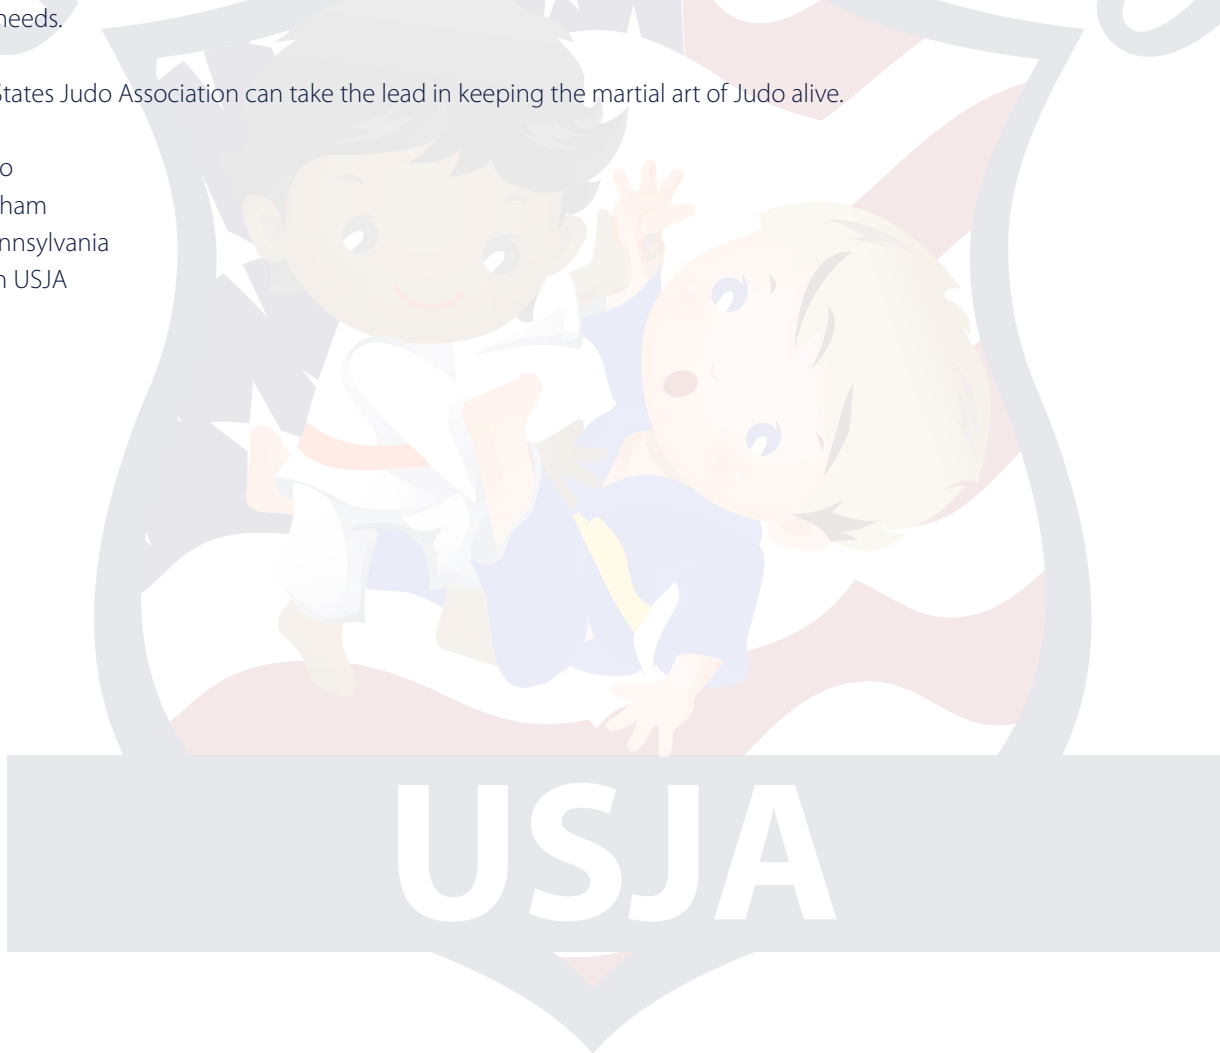 needs.
States Judo Association can take the lead in keeping the martial art of Judo alive.
o
ham
nnsylvania
n USJA
USJA